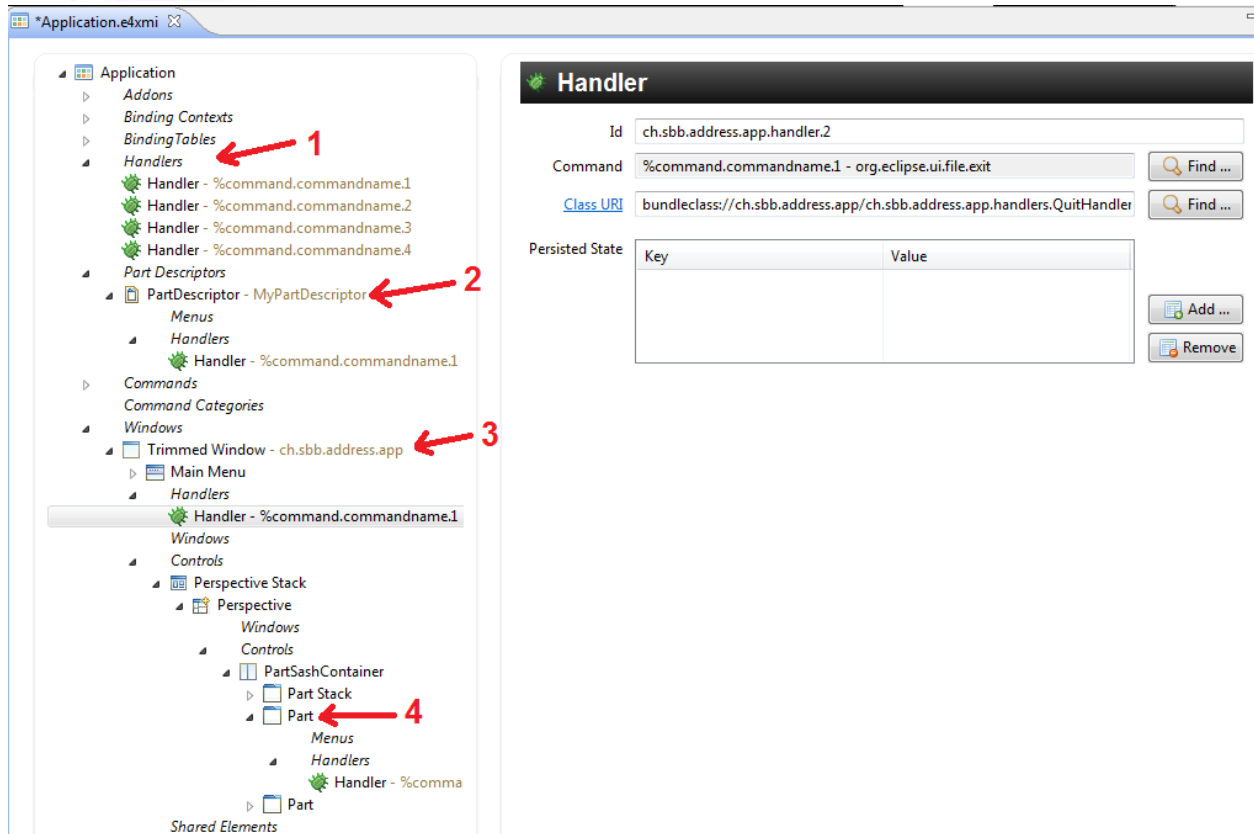 *Application.e4xmi
Application
Addons
Binding Contexts
BindingTables
1
Handlers
Handler - %command.commandname.1
Handler - %command.commandname.2
Handler - %command.commandname.3
Handler - %command.commandname.4
Part Descriptors
2
PartDescriptor - MyPartDescriptor
Menus
Handlers
Handler - %command.commandname.1
Commands
Command Categories
Windows
3
Trimmed Window - ch.sbb.address.app
Main Menu
Handlers
Handler - %command.commandname.1
Windows
Controls
Perspective Stack
Perspective
Windows
Controls
PartSashContainer
Part Stack
Part
4
Menus
Handlers
Handler - %comma
Part
Shared Elements
Handler
Id ch.sbb.address.app.handler.2
Command %command.commandname.1 - org.eclipse.ui.file.exit Find ...
Class URI bundleclass://ch.sbb.address.app/ch.sbb.address.app.handlers.QuitHandler Find ...
Persisted State Key Value
Add ...
Remove